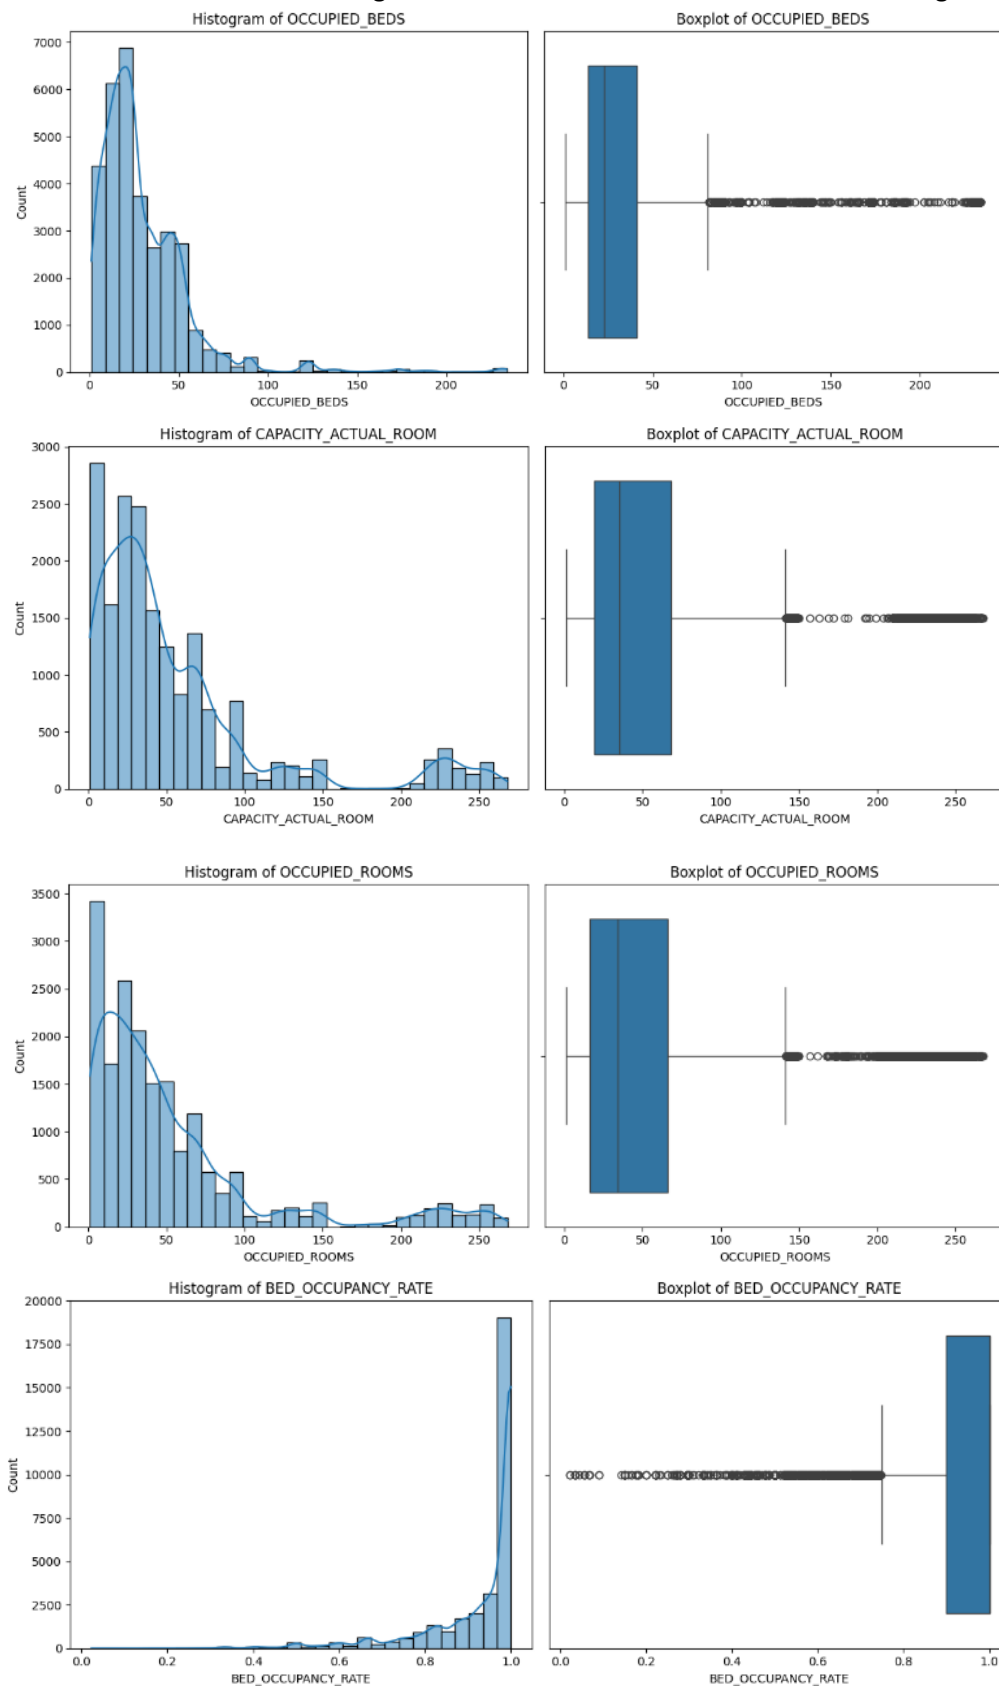 Histogram of OCCUPIED_BEDS
Boxplot of OCCUPIED_BEDS
7000
6000
5000
4000
3000
2000
1000
0
Count
0 50 100 150 200
OCCUPIED_BEDS
0 50 100 150 200
OCCUPIED_BEDS
Histogram of CAPACITY_ACTUAL_ROOM
Boxplot of CAPACITY_ACTUAL_ROOM
3000
2500
2000
1500
1000
500
0
Count
0 50 100 150 200 250
CAPACITY_ACTUAL_ROOM
0 50 100 150 200 250
CAPACITY_ACTUAL_ROOM
Histogram of OCCUPIED_ROOMS
Boxplot of OCCUPIED_ROOMS
3500
3000
2500
2000
1500
1000
500
0
Count
0 50 100 150 200 250
OCCUPIED_ROOMS
0 50 100 150 200 250
OCCUPIED_ROOMS
Histogram of BED_OCCUPANCY_RATE
Boxplot of BED_OCCUPANCY_RATE
20000
17500
15000
12500
10000
7500
5000
2500
0
Count
0.0 0.2 0.4 0.6 0.8 1.0
BED_OCCUPANCY_RATE
0.0 0.2 0.4 0.6 0.8 1.0
BED_OCCUPANCY_RATE